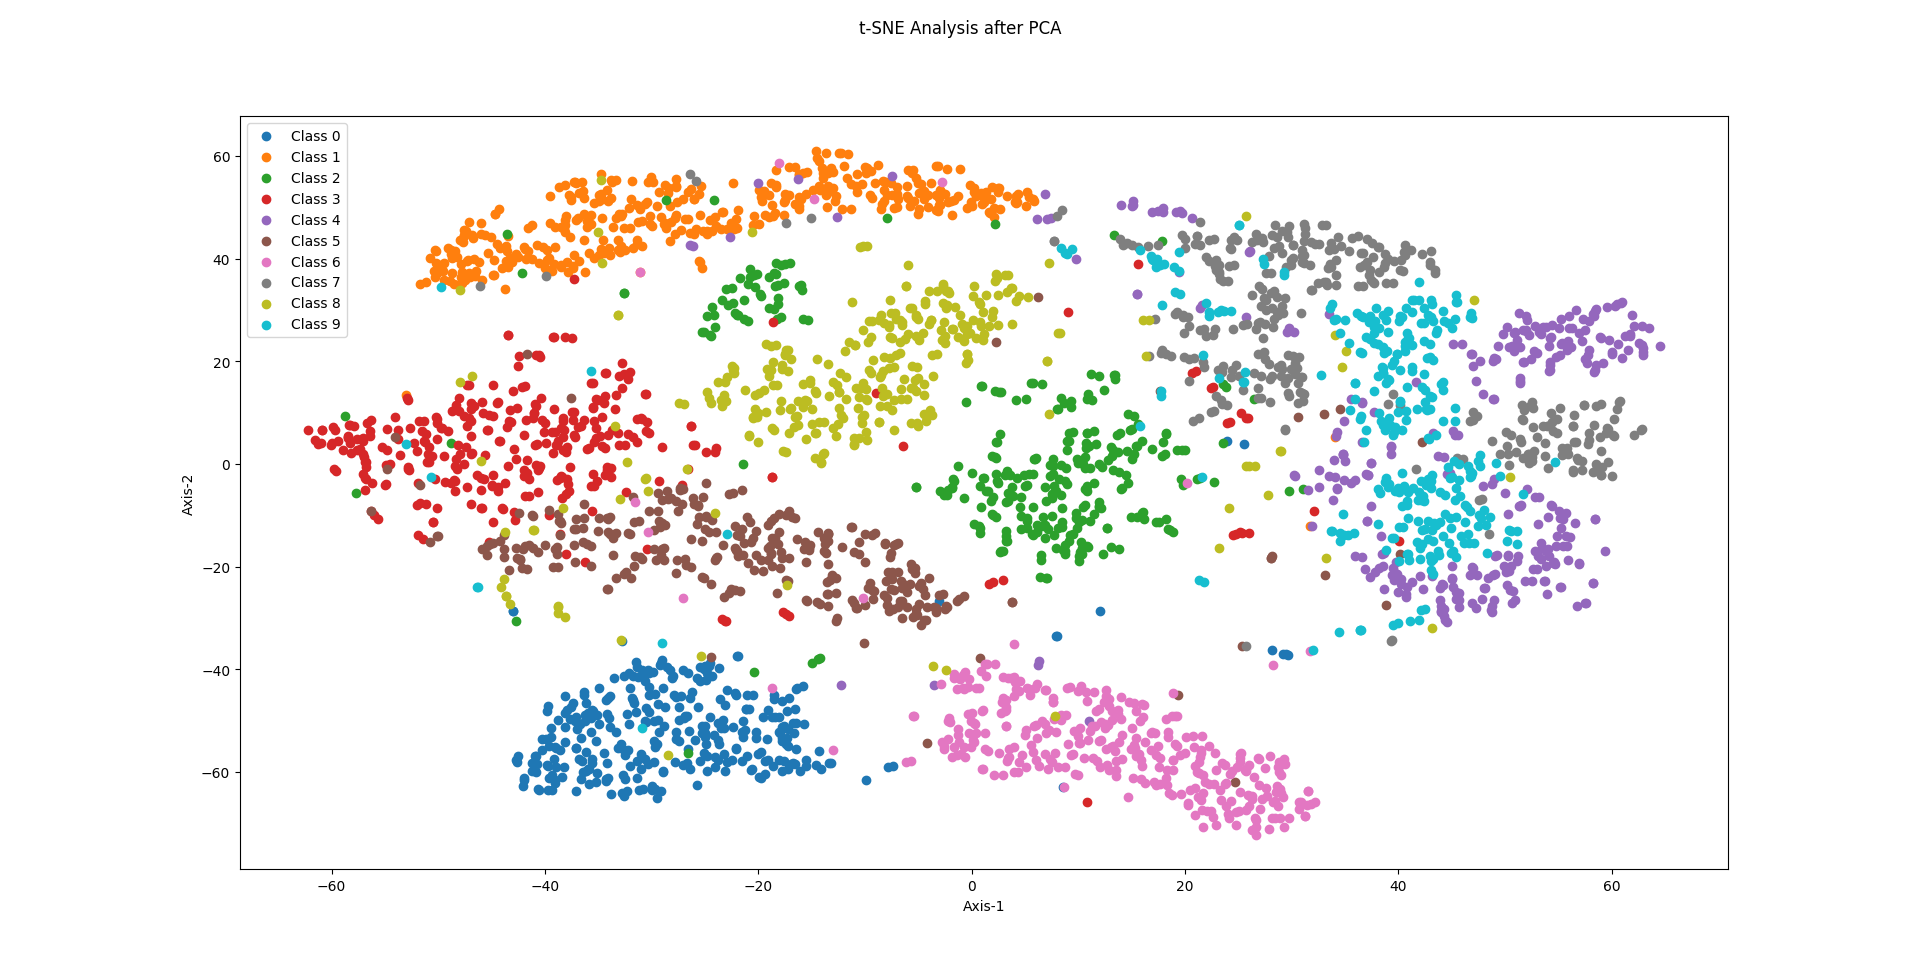 t-SNE Analysis after PCA
Class 0
Class 1
Class 2
Class 3
Class 4
Class 5
Class 6
Class 7
Class 8
Class 9
60
40
20
0
−20
−40
−60
Axis-2
−60 −40 −20 0 20 40 60
Axis-1